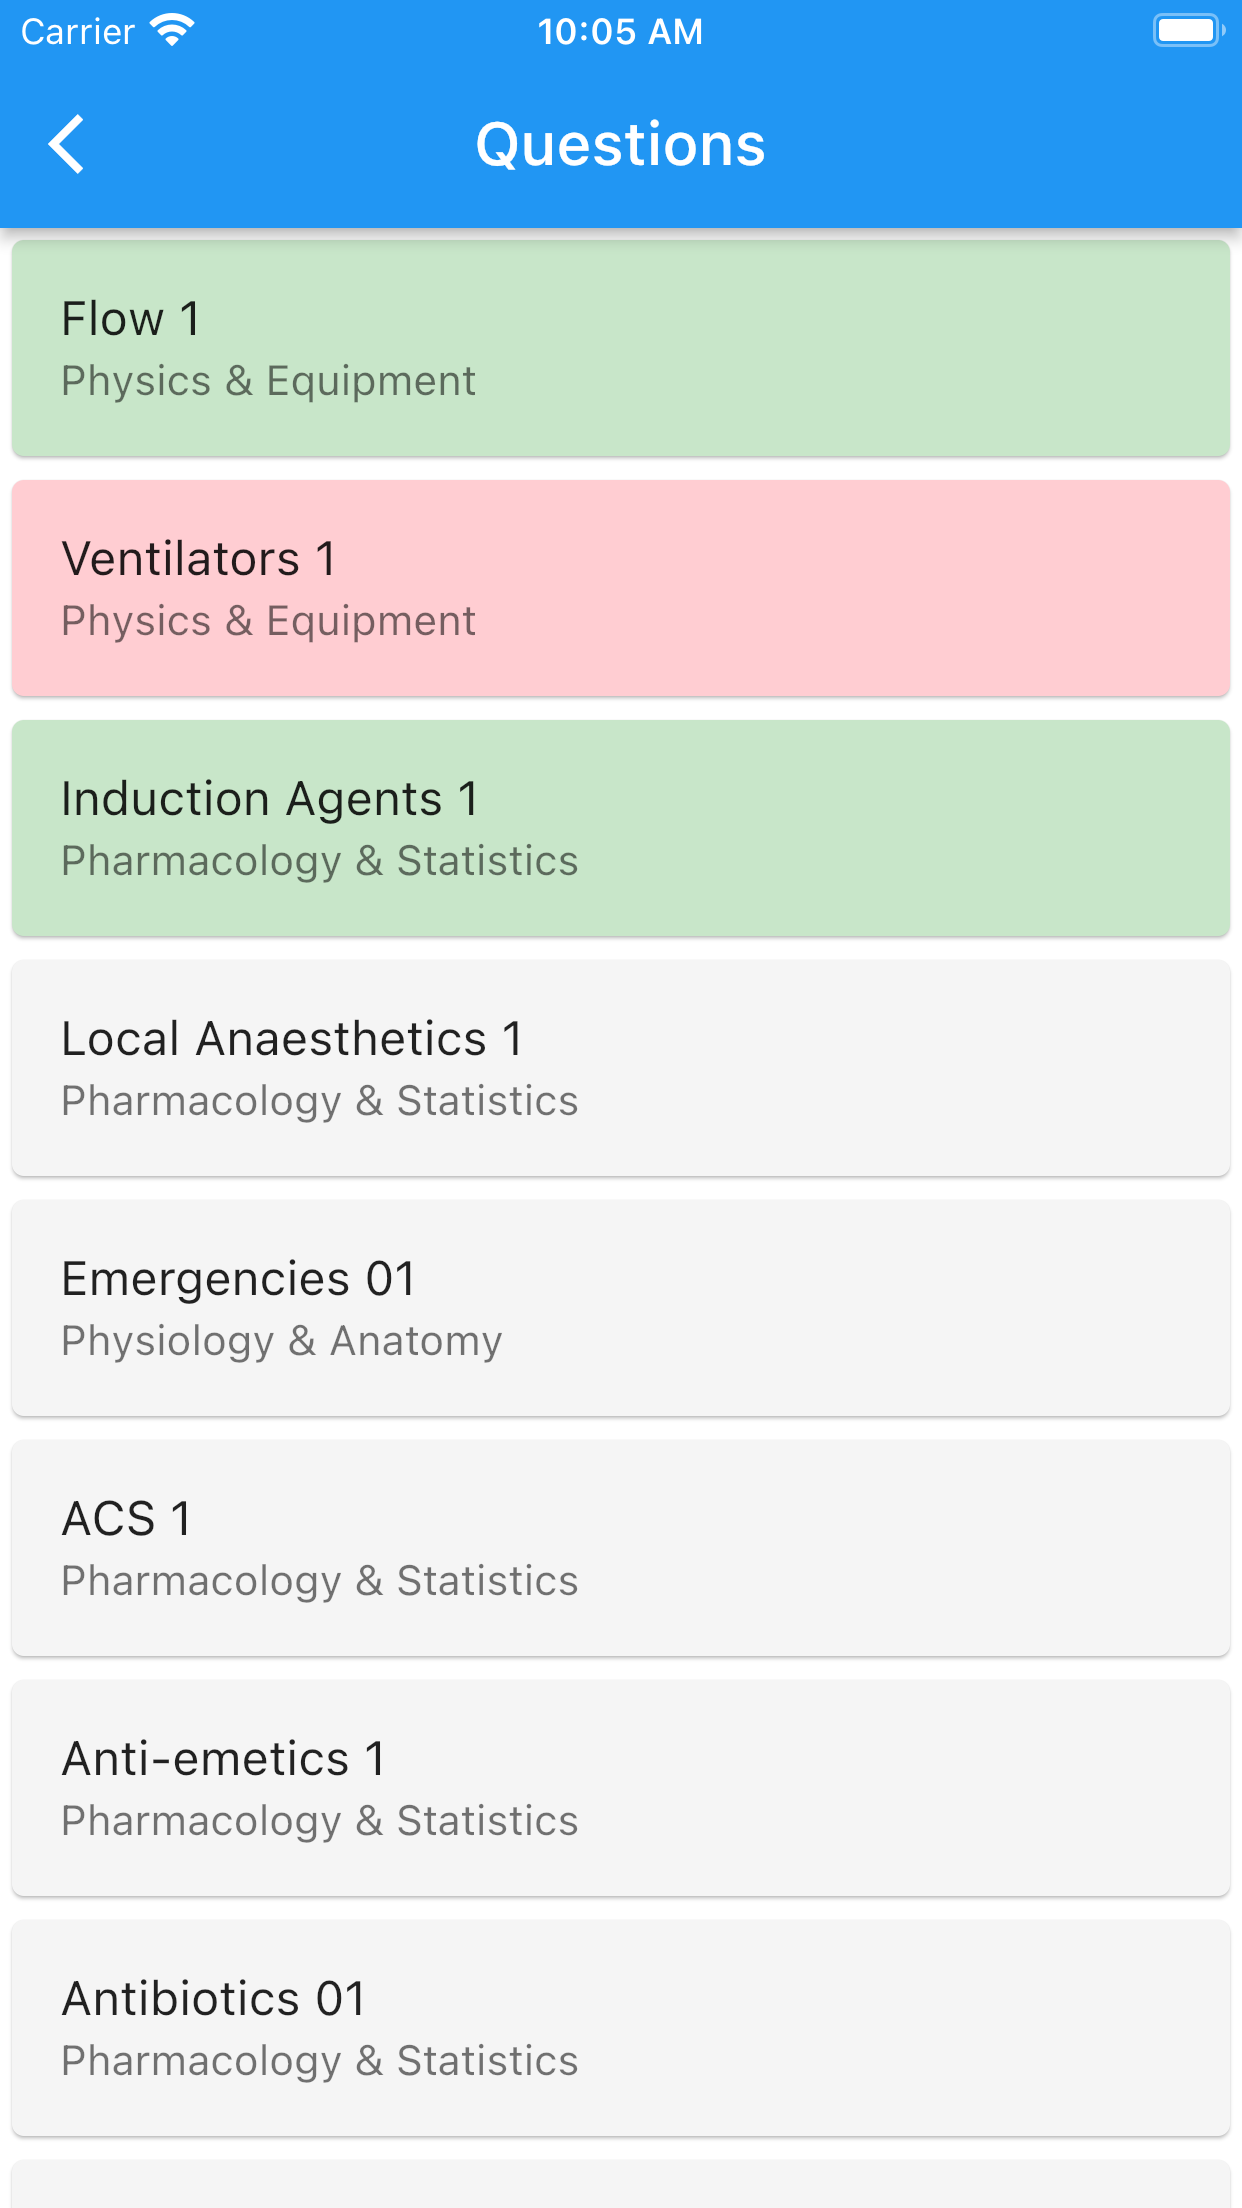 Carrier 10:05 AM
Questions
Flow 1
Physics & Equipment
Ventilators 1
Physics & Equipment
Induction Agents 1
Pharmacology & Statistics
Local Anaesthetics 1
Pharmacology & Statistics
Emergencies 01
Physiology & Anatomy
ACS 1
Pharmacology & Statistics
Anti-emetics 1
Pharmacology & Statistics
Antibiotics 01
Pharmacology & Statistics